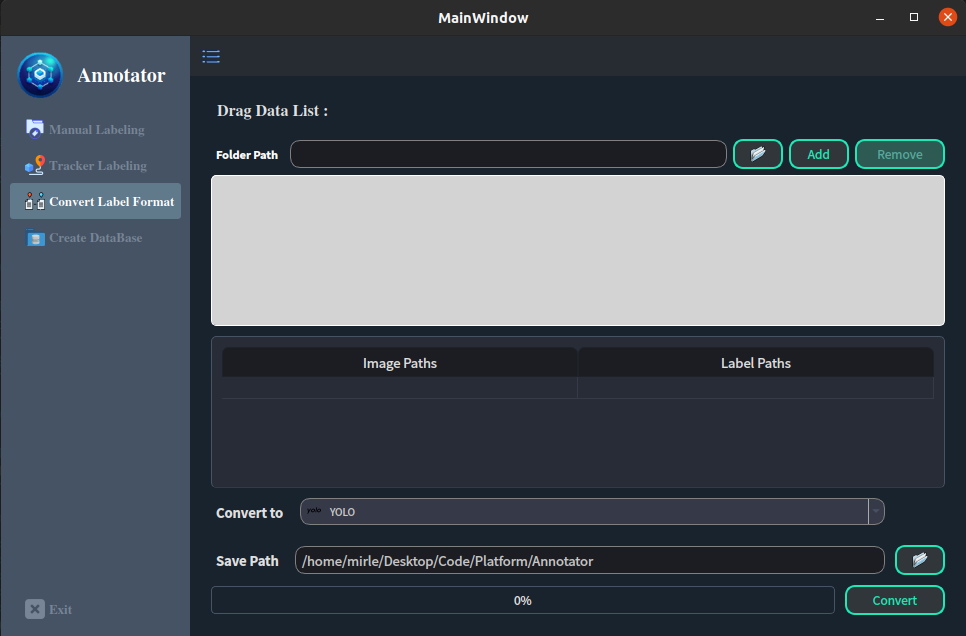 MainWindow
Annotator
Manual Labeling
Tracker Labeling
Convert Label Format
Create DataBase
Exit
Drag Data List :
Folder Path
Add
Remove
Image Paths
Label Paths
Convert to
yolo
YOLO
Save Path
/home/mirle/Desktop/Code/Platform/Annotator
0%
Convert